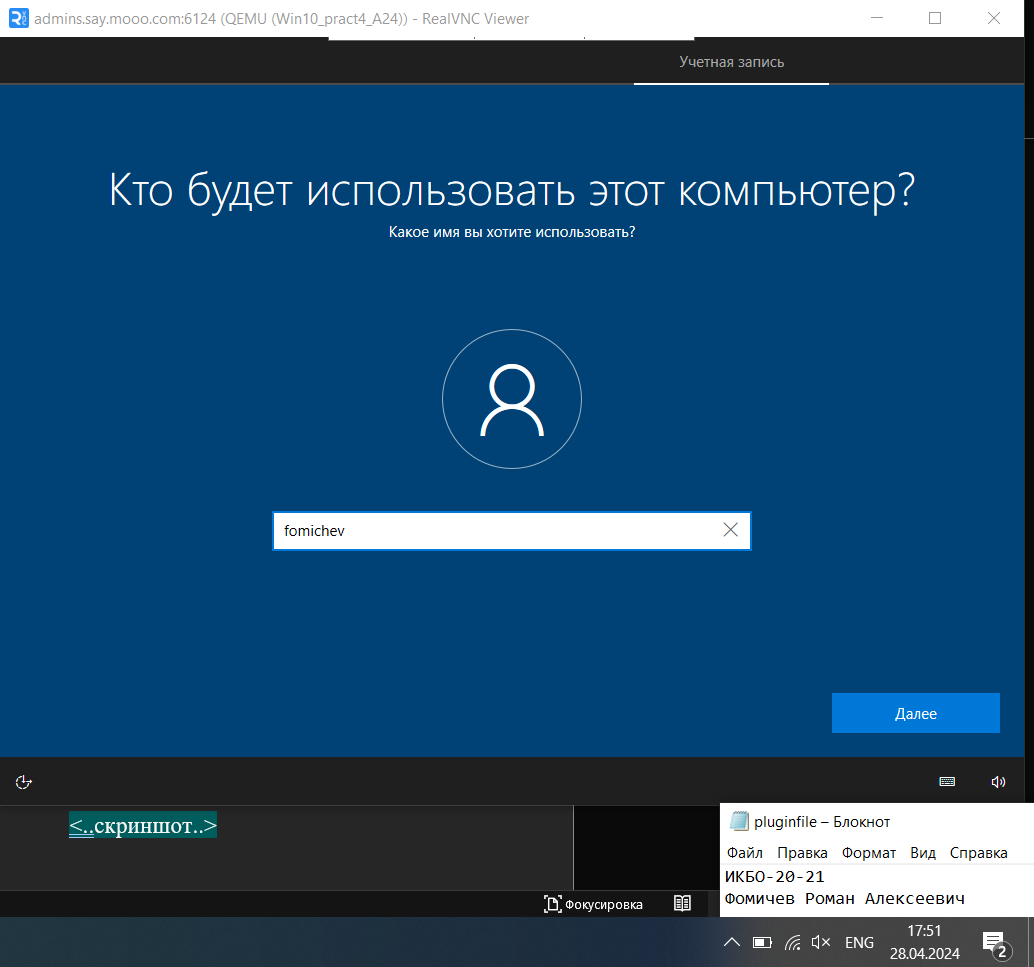 admins.say.mooo.com:6124 (QEMU (Win10_pract4_A24)) - RealVNC Viewer
Учетная запись
Кто будет использовать этот компьютер?
Какое имя вы хотите использовать?
fomichev
Далее
<..скриншот..>
pluginfile – Блокнот
Файл Правка Формат Вид Справка
ИКБО-20-21
Фомичев Роман Алексеевич
Фокусировка
ENG
17:51
28.04.2024
2